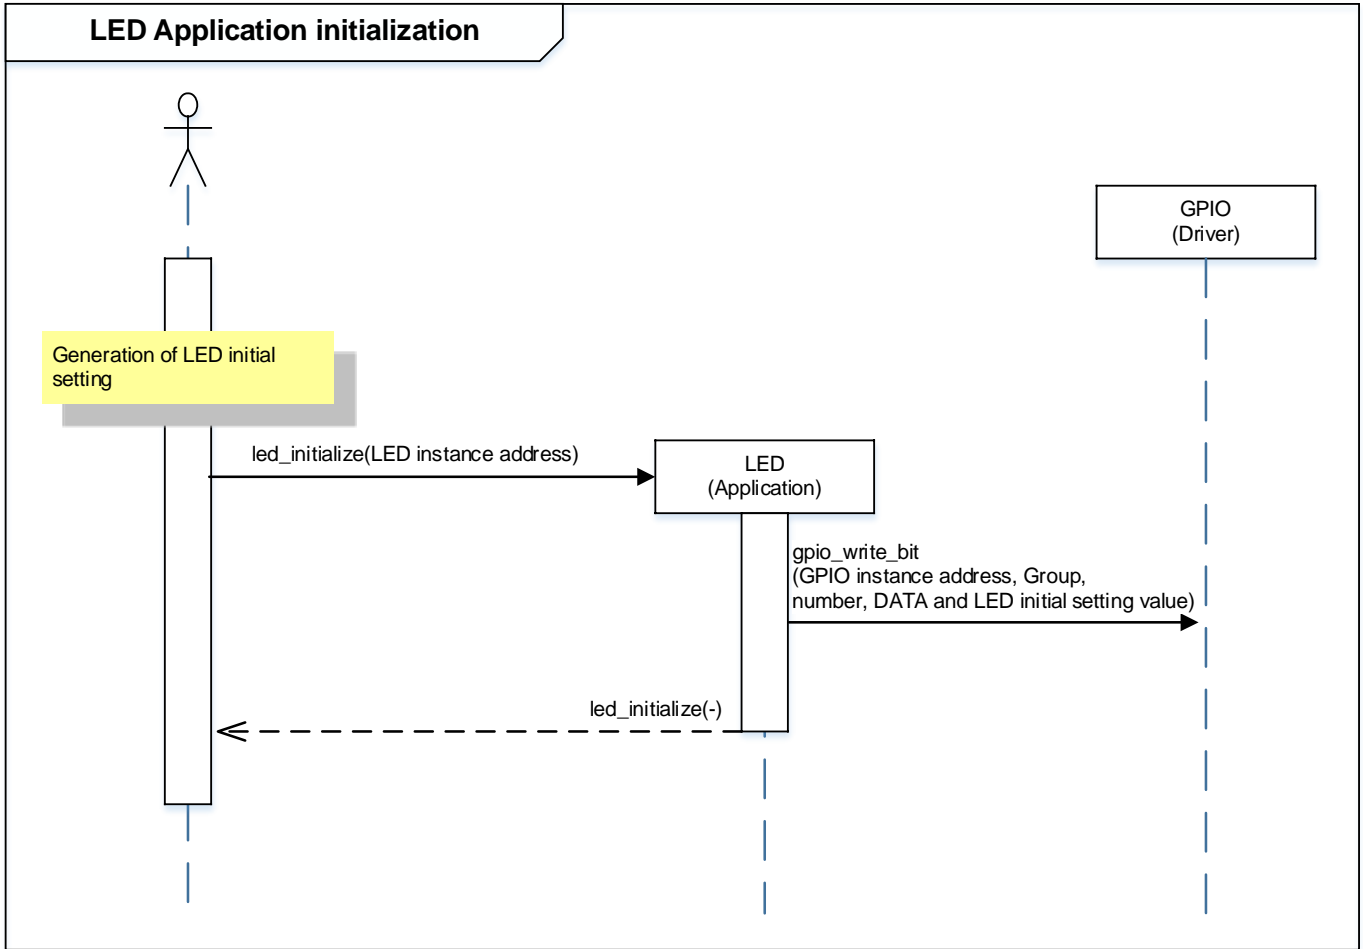 LED Application initialization
GPIO
(Driver)
Generation of LED initial
setting
led_initialize(LED instance address)
LED
(Application)
gpio_write_bit
(GPIO instance address, Group,
number, DATA and LED initial setting value)
led_initialize(-)